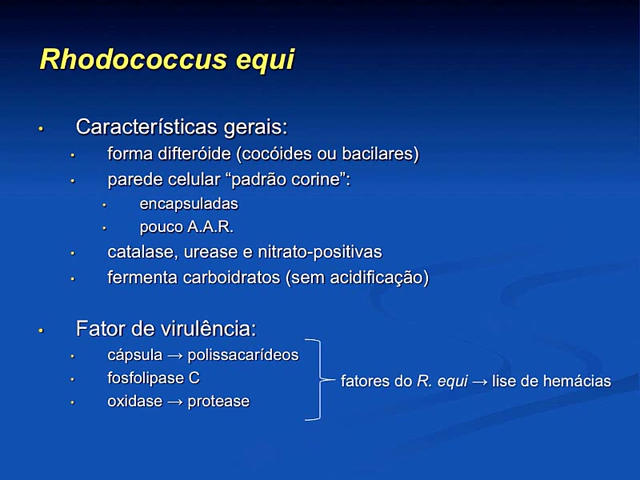 Rhodococcus equi
• Características gerais:
• forma difteróide (cocóides ou bacilares)
• parede celular “padrão corine”:
• encapsuladas
• pouco A.A.R.
• catalase, urease e nitrato-positivas
• fermenta carboidratos (sem acidificação)
• Fator de virulência:
• cápsula → polissacarídeos
• fosfolipase C
• oxidase → protease
fatores do R. equi → lise de hemácias